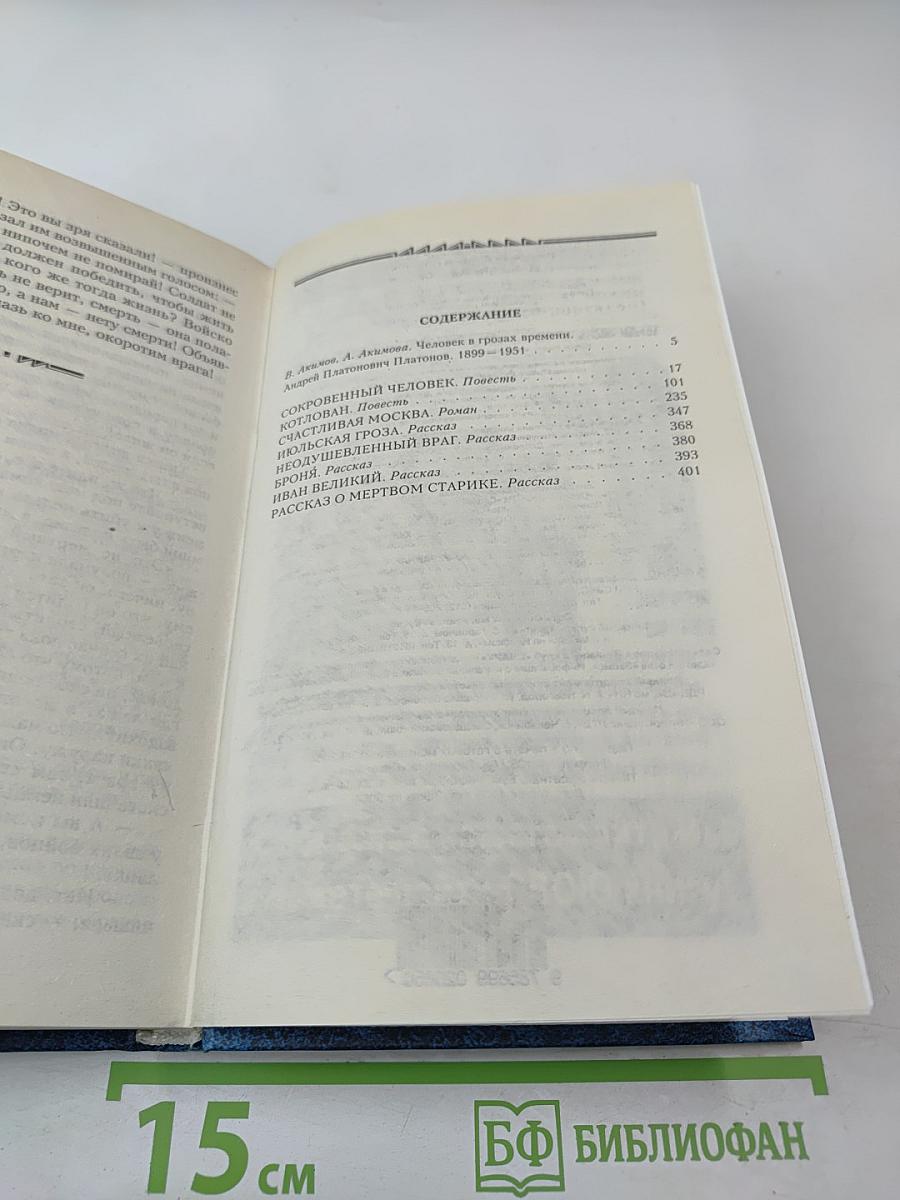 ! Это вы зря сказали! — произнес
зал им возвышенным голосом: —
нипочем не помирай! Солдат не
должен победить, чтобы жить
кого же тогда жизнь? Войско
ь не верит, смерть — она пола-
о, а нам — нету смерти! Объяв-
лазь ко мне, окоротим врага!
СОДЕРЖАНИЕ
В. Акимов, А. Акимова. Человек в грозах времени.
Андрей Платонович Платонов. 1899—1951 . . . . . . . . . 5
СОКРОВЕННЫЙ ЧЕЛОВЕК. Повесть . . . . . . . . . 17
КОТЛОВАН. Повесть . . . . . . . . . 101
СЧАСТЛИВАЯ МОСКВА. Роман . . . . . . . . . 235
ИЮЛЬСКАЯ ГРОЗА. Рассказ . . . . . . . . . 347
НЕОДУШЕВЛЕННЫЙ ВРАГ. Рассказ . . . . . . . . . 368
БРОНЯ. Рассказ . . . . . . . . . 380
ИВАН ВЕЛИКИЙ. Рассказ . . . . . . . . . 393
РАССКАЗ О МЕРТВОМ СТАРИКЕ. Рассказ . . . . . . . . . 401
15 см
БФ БИБЛИОФАН